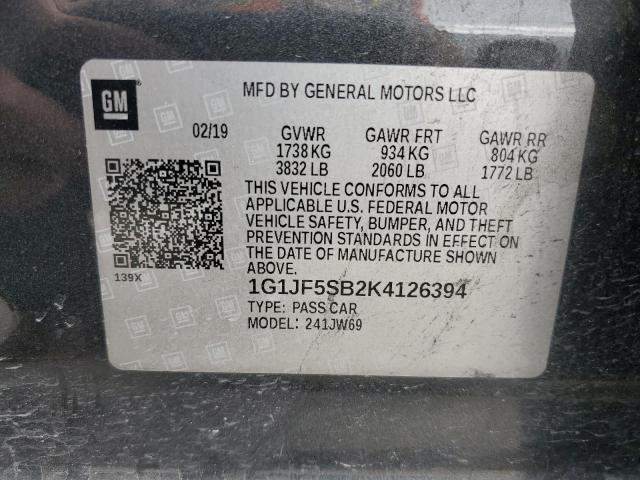 GM
MFD BY GENERAL MOTORS LLC
02/19 GVWR GAWR FRT GAWR RR
1738 KG 934 KG 804 KG
3832 LB 2060 LB 1772 LB
THIS VEHICLE CONFORMS TO ALL
APPLICABLE U.S. FEDERAL MOTOR
VEHICLE SAFETY, BUMPER, AND THEFT
PREVENTION STANDARDS IN EFFECT ON
THE DATE OF MANUFACTURE SHOWN
ABOVE.
139X
1G1JF5SB2K4126394
TYPE: PASS CAR
MODEL: 241JW69